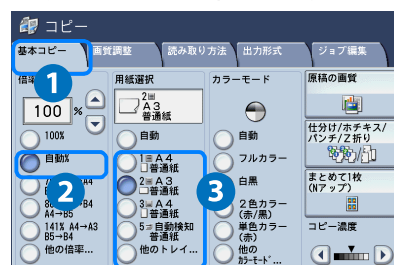 コピー
基本コピー
画質調整
読み取り方法
出力形式
ジョブ編集
1
用紙選択
カラーモード
原稿の画質
100 %
2 A3
普通紙
100%
自動
自動
仕分け/ホチキス/
パンチ/Z折り
自動%
1 A4
普通紙
フルカラー
2
2 A3
普通紙
3
白黒
まとめて1枚
(Nアップ)
A4→B5
3 A4
普通紙
2色カラー
(赤/黒)
141% A4→A3
B5→B4
5 自動検知
普通紙
単色カラー
(赤)
コピー濃度
他の倍率...
他のトレイ...
他の
カラーモード...